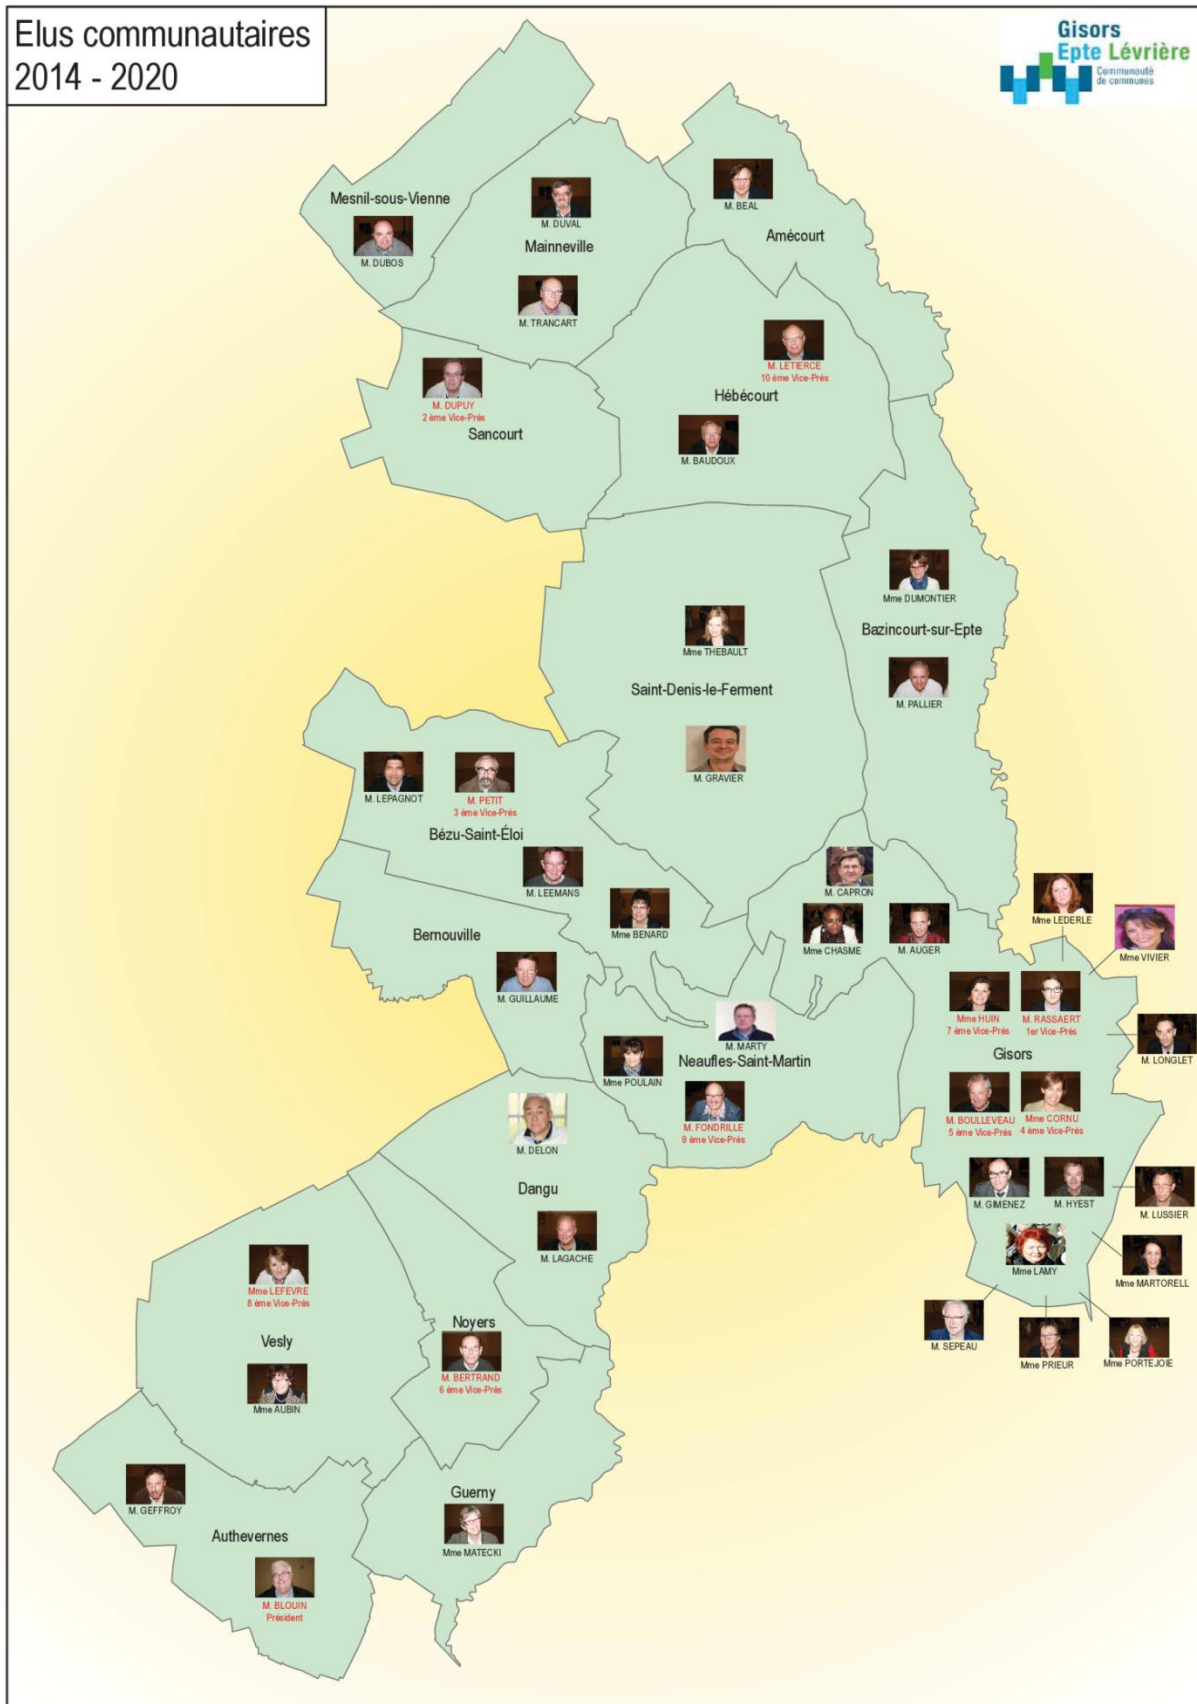 Elus communautaires
2014 - 2020
Gisors
Epte Lévrière
Communauté
de communes
Mesnil-sous-Vienne
M. DUBOS
M. DUVAL
Mainneville
M. TRANCART
M. BEAL
Amécourt
M. DUPUY
2 ème Vice-Prés
Sancourt
M. LETIERCE
10 ème Vice-Prés
Hébécourt
M. BAUDOUX
Mme DUMONTIER
Bazincourt-sur-Epte
M. PALLIER
Mme THEBAULT
Saint-Denis-le-Ferment
M. GRAVIER
M. LEPAGNOT
M. PETIT
3 ème Vice-Prés
Bézu-Saint-Éloi
M. LEEMANS
Mme BENARD
Bernouville
M. GUILLAUME
M. CAPRON
Mme CHASME
M. AUGER
Mme LEDERLE
Mme VIVIER
Mme HUIN
7 ème Vice-Prés
M. RASSAERT
1er Vice-Prés
M. LONGLET
Gisors
M. BOULLEVEAU
5 ème Vice-Prés
Mme CORNU
4 ème Vice-Prés
M. GIMENEZ
M. HYEST
M. LUSSIER
Mme LAMY
Mme MARTORELL
M. SEPEAU
Mme PRIEUR
Mme PORTEJOIE
M. MARTY
Neaufles-Saint-Martin
Mme POULAIN
M. FONDRILLE
9 ème Vice-Prés
M. DELON
Dangu
M. LAGACHE
Mme LEFEVRE
8 ème Vice-Prés
Vesly
Mme AUBIN
Noyers
M. BERTRAND
6 ème Vice-Prés
M. GEFFROY
Authevernes
M. BLOUIN
Président
Guerny
Mme MATECKI